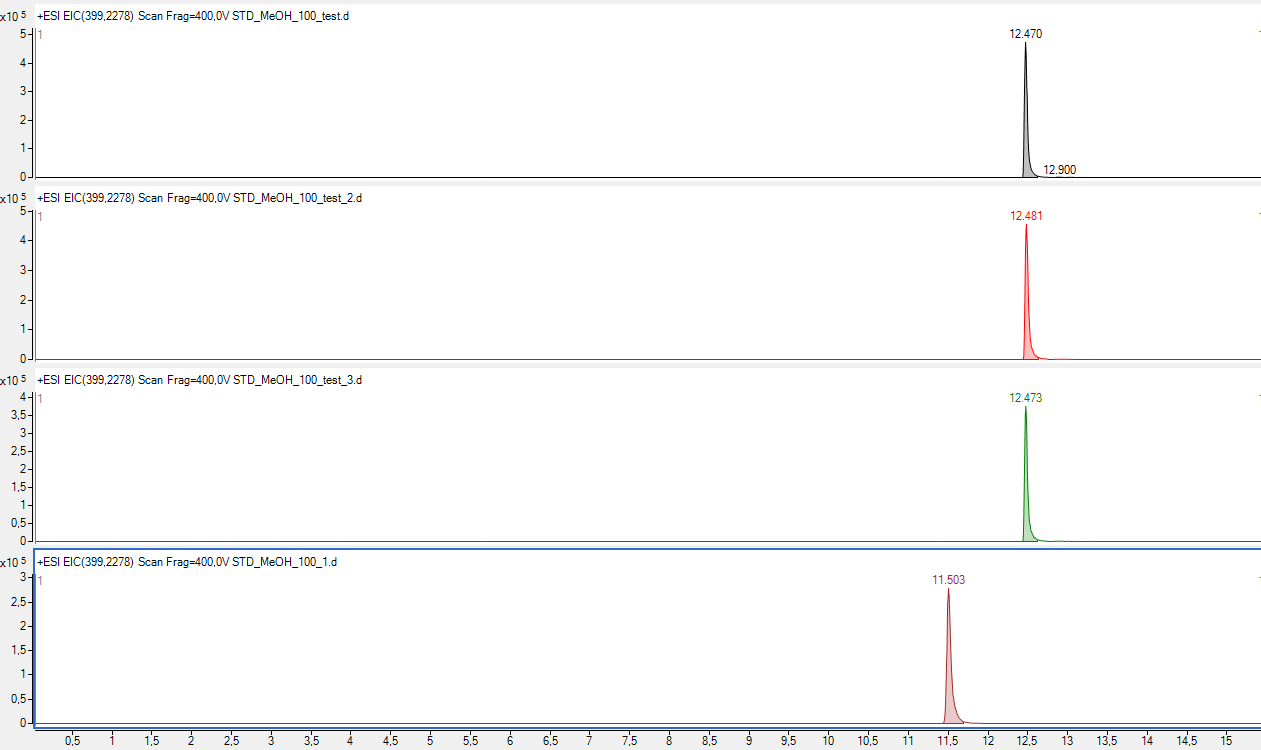 x10 5 +ESI EIC(399,2278) Scan Frag=400,0V STD_MeOH_100_test.d
5 1 12.470
4
3
2
1
12.900
0
x10 5 +ESI EIC(399,2278) Scan Frag=400,0V STD_MeOH_100_test_2.d
5 1 12.481
4
3
2
1
0
x10 5 +ESI EIC(399,2278) Scan Frag=400,0V STD_MeOH_100_test_3.d
4 1 12.473
3,5
3
2,5
2
1,5
1
0,5
0
x10 5 +ESI EIC(399,2278) Scan Frag=400,0V STD_MeOH_100_1.d
3 1 11.503
2,5
2
1,5
1
0,5
0
0,5 1 1,5 2 2,5 3 3,5 4 4,5 5 5,5 6 6,5 7 7,5 8 8,5 9 9,5 10 10,5 11 11,5 12 12,5 13 13,5 14 14,5 15